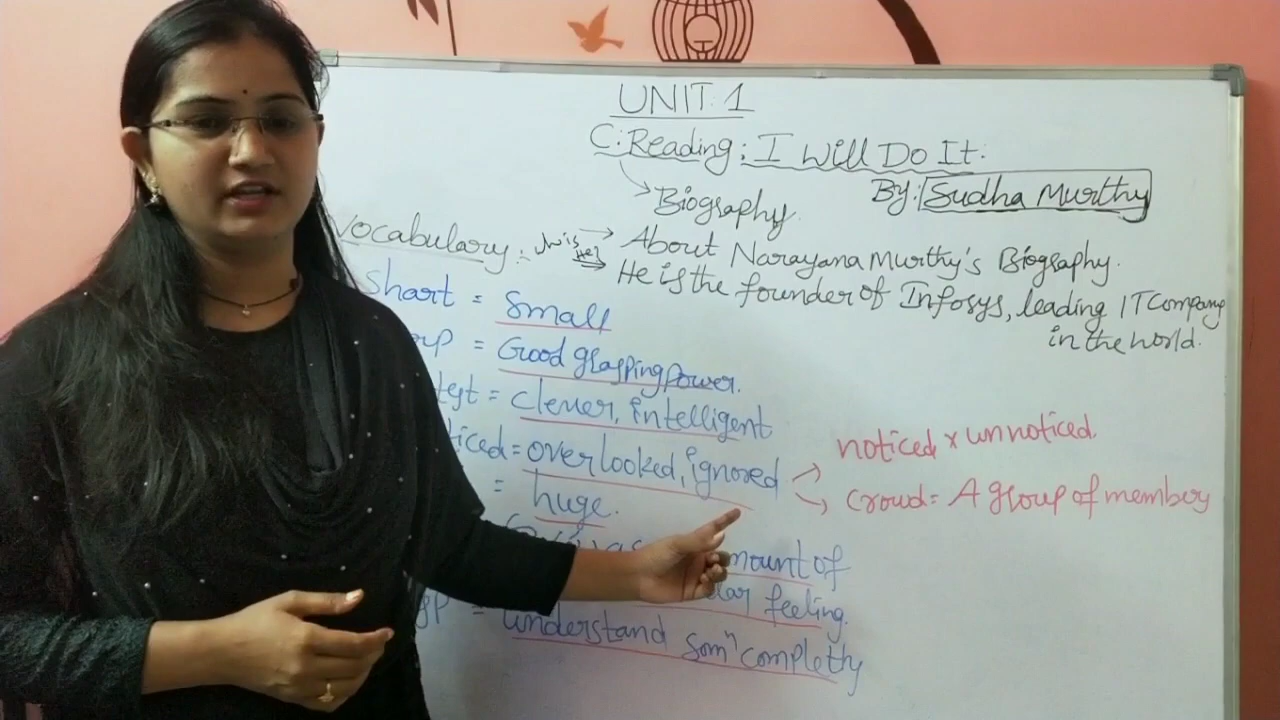 UNIT: 1
C: Reading: I Will Do It:
By: Sudha Murthy
Biography.
Vocabulary:
About Narayana Murthy's Biography.
He is the founder of Infosys, leading IT Company
in the world.
Short = Small
= Good grasping power.
= clever, intelligent
= overlooked, ignored
noticed x unnoticed.
crowd = A group of members
= huge.
mount of
feeling.
= understand Som'n completly